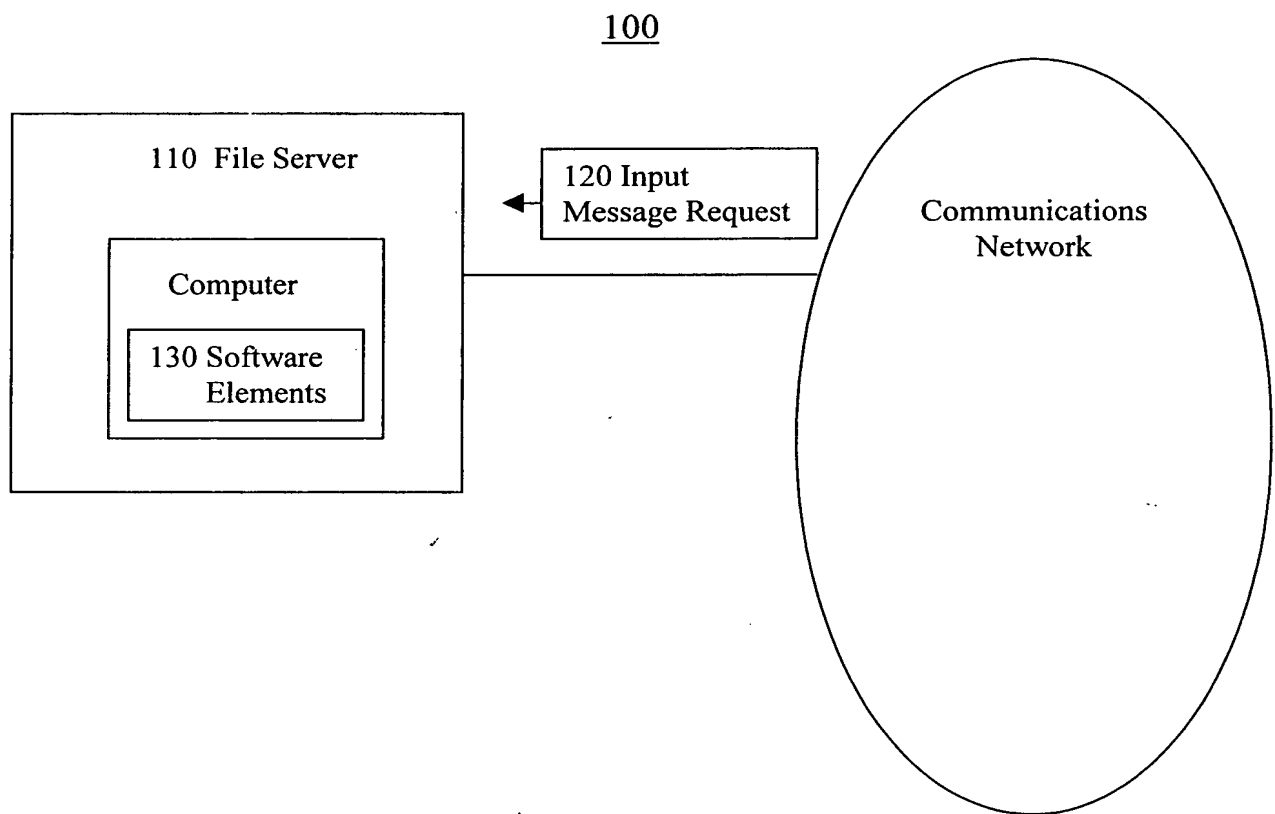 100
110 File Server
120 Input
Message Request
Communications
Network
Computer
130 Software
Elements